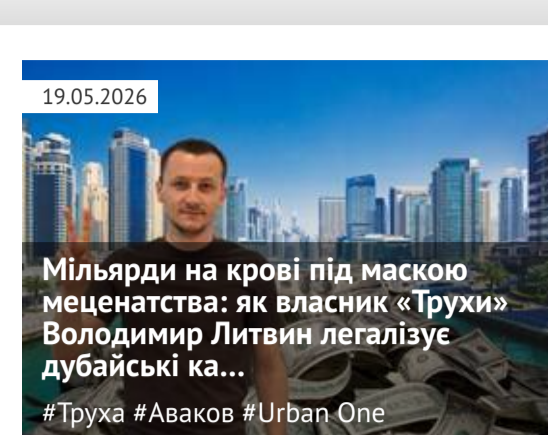 19.05.2026
Мільярди на крові під маскою
меценатства: як власник «Трухи»
Володимир Литвин легалізує
дубайські ка...
#Труха #Аваков #Urban One